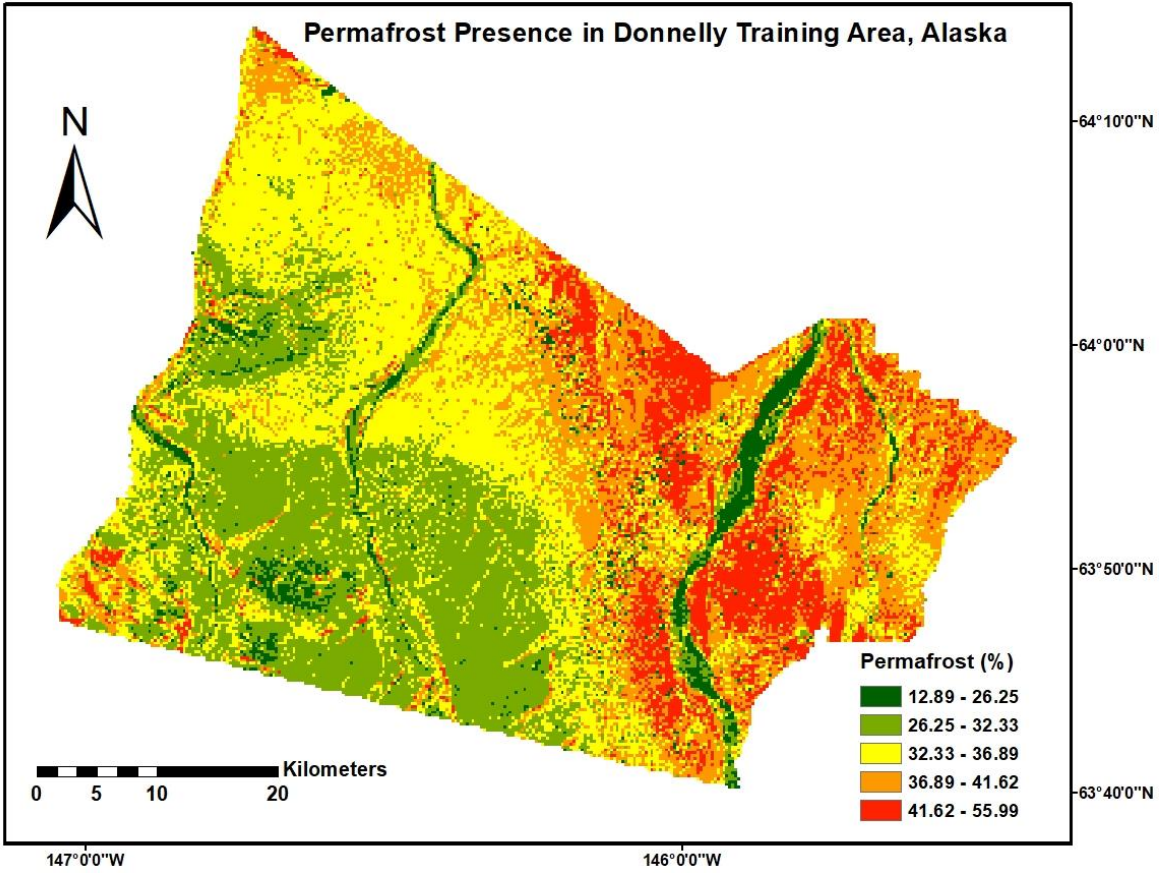 Permafrost Presence in Donnelly Training Area, Alaska
N
64°10'0"N
64°0'0"N
63°50'0"N
Permafrost (%)
12.89 - 26.25
26.25 - 32.33
32.33 - 36.89
36.89 - 41.62
41.62 - 55.99
Kilometers
0 5 10 20
63°40'0"N
147°0'0"W 146°0'0"W